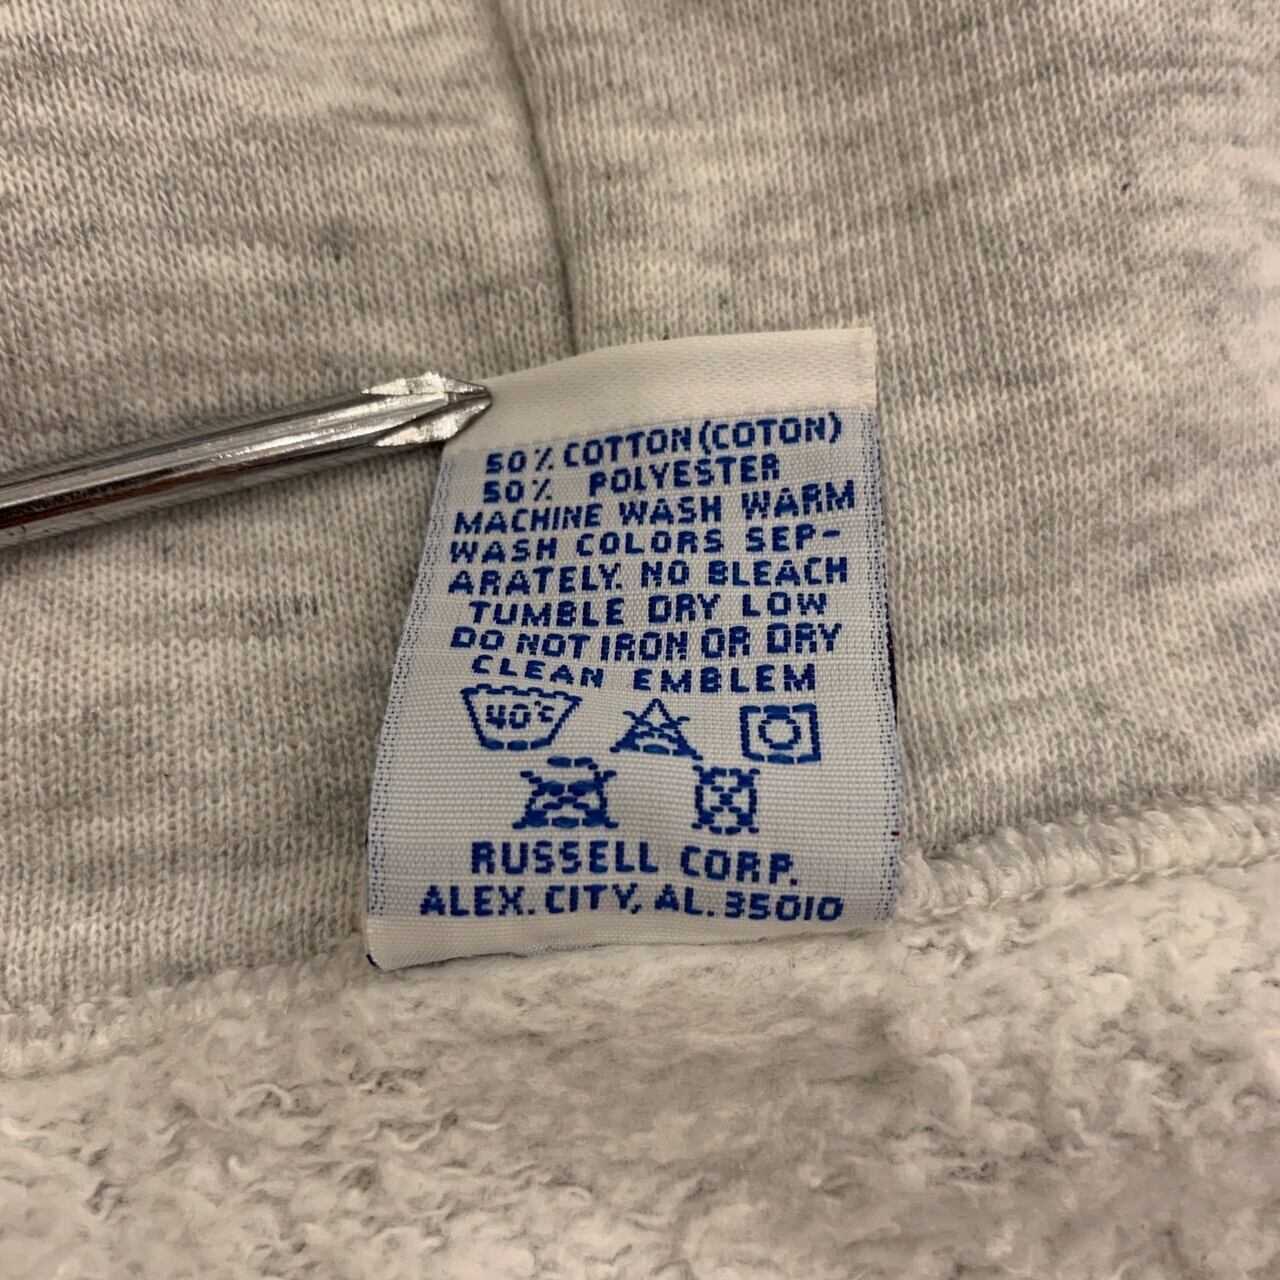 50% COTTON (COTON)
50% POLYESTER
MACHINE WASH WARM
WASH COLORS SEP-
ARATELY. NO BLEACH
TUMBLE DRY LOW
DO NOT IRON OR DRY
CLEAN EMBLEM
40°C
RUSSELL CORP.
ALEX. CITY, AL. 35010